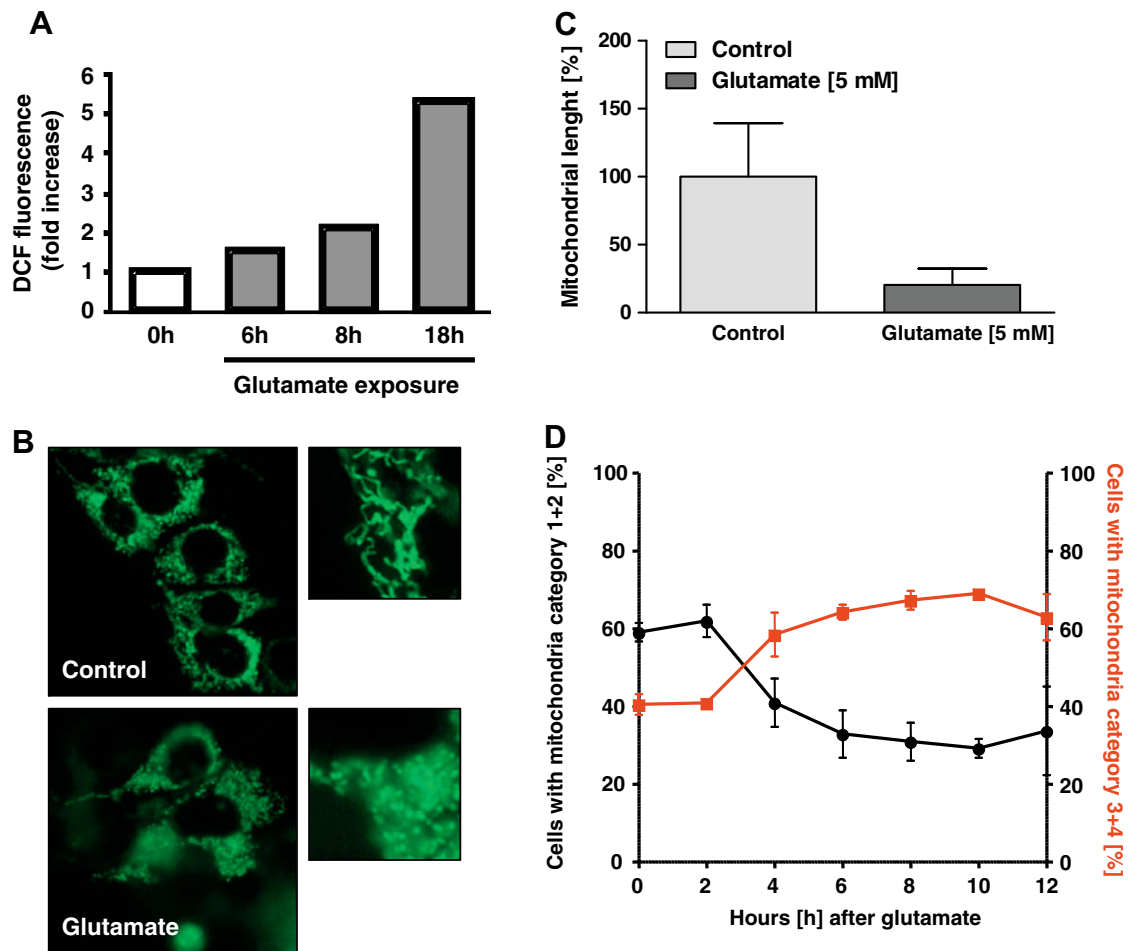 A
DCF fluorescence
(fold increase)
6
5
4
3
2
1
0
0h 6h 8h 18h
Glutamate exposure
B
Control
Glutamate
C
Mitochondrial lenght [%]
200
150
100
50
0
Control
Glutamate [5 mM]
Control Glutamate [5 mM]
D
Cells with mitochondria category 1+2 [%]
100
80
60
40
20
0
100
80
60
40
20
0
Cells with mitochondria category 3+4 [%]
0 2 4 6 8 10 12
Hours [h] after glutamate